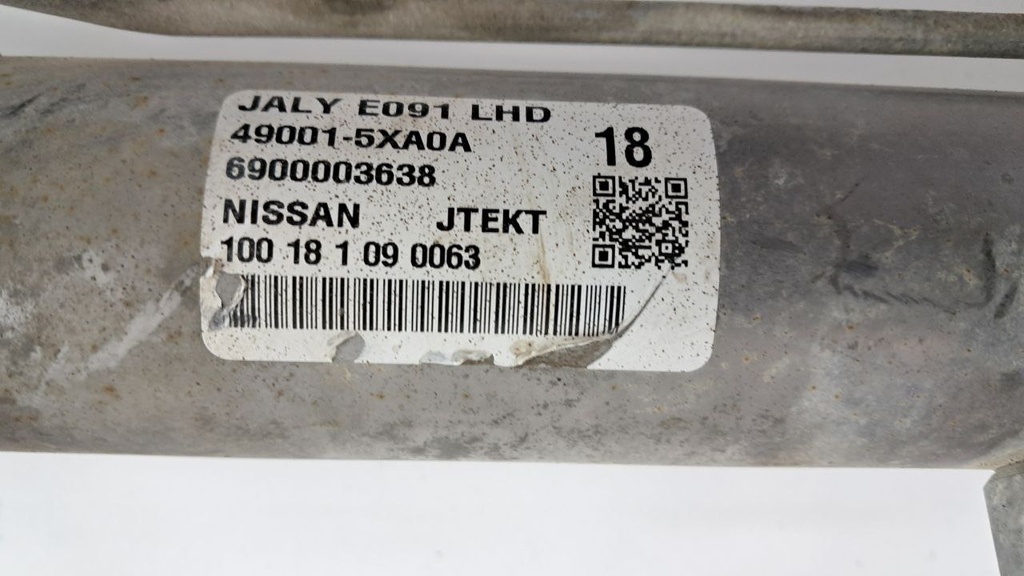 JALY E091 LHD
49001-5XA0A
18
6900003638
NISSAN JTEKT
100 18 1 09 0063